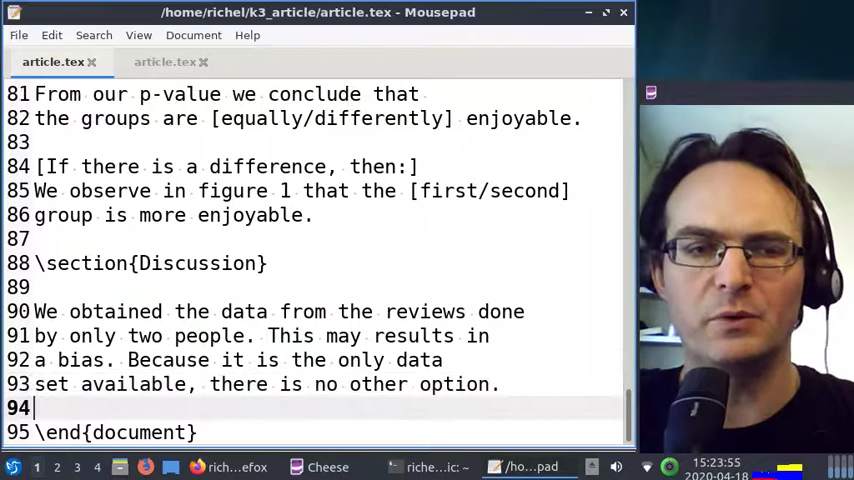 /home/richel/k3_article/article.tex - Mousepad
File Edit Search View Document Help
article.tex article.tex
81 From our p-value we conclude that
82 the groups are [equally/differently] enjoyable.
83
84 [If there is a difference, then:]
85 We observe in figure 1 that the [first/second]
86 group is more enjoyable.
87
88 \section{Discussion}
89
90 We obtained the data from the reviews done
91 by only two people. This may results in
92 a bias. Because it is the only data
93 set available, there is no other option.
94
95 \end{document}
1 2 3 4 riche...efox Cheese riche...ic: ~ /ho...pad 15:23:55
2020-04-18